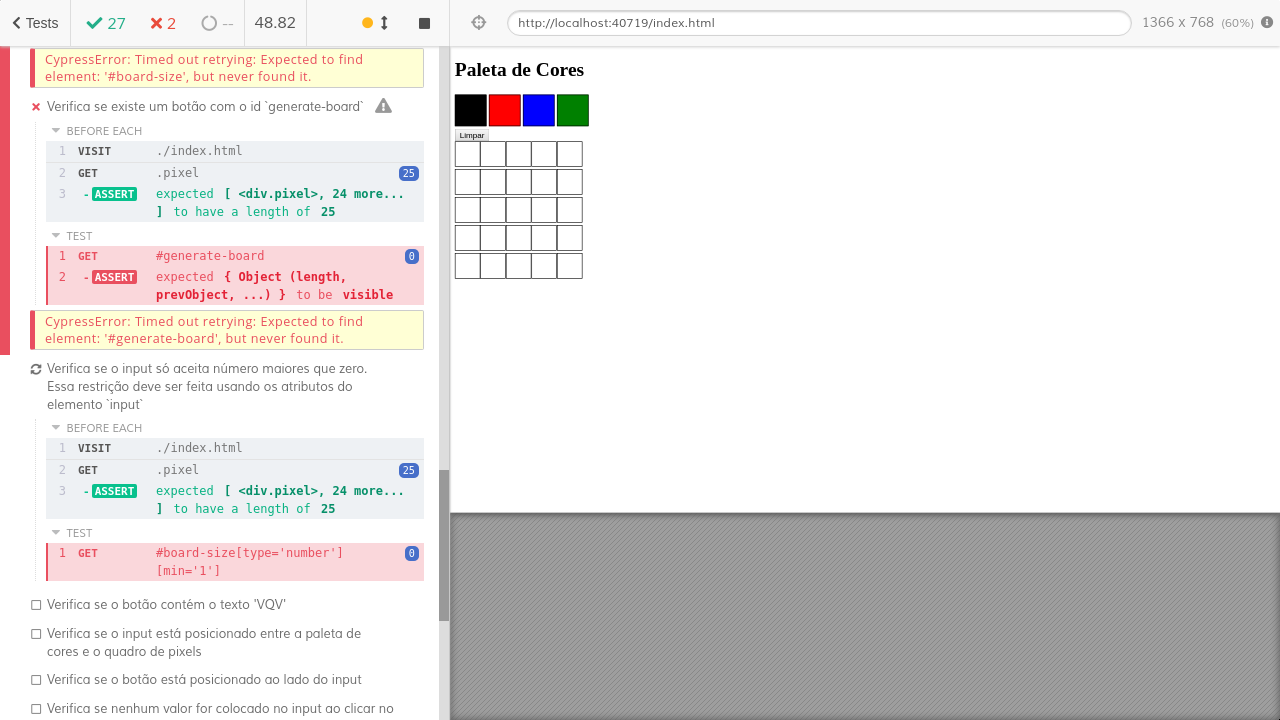 Tests
27
2
--
48.82
http://localhost:40719/index.html
1366 x 768 (60%)
CypressError: Timed out retrying: Expected to find
element: '#board-size', but never found it.
Verifica se existe um botão com o id `generate-board`
BEFORE EACH
1 VISIT ./index.html
2 GET .pixel 25
3 -ASSERT expected [ <div.pixel>, 24 more...
] to have a length of 25
TEST
1 GET #generate-board 0
2 -ASSERT expected { Object (length,
prevObject, ...) } to be visible
CypressError: Timed out retrying: Expected to find
element: '#generate-board', but never found it.
Verifica se o input só aceita número maiores que zero.
Essa restrição deve ser feita usando os atributos do
elemento `input`
BEFORE EACH
1 VISIT ./index.html
2 GET .pixel 25
3 -ASSERT expected [ <div.pixel>, 24 more...
] to have a length of 25
TEST
1 GET #board-size[type='number'] 0
[min='1']
Verifica se o botão contém o texto 'VQV'
Verifica se o input está posicionado entre a paleta de
cores e o quadro de pixels
Verifica se o botão está posicionado ao lado do input
Verifica se nenhum valor for colocado no input ao clicar no
Paleta de Cores
Limpar